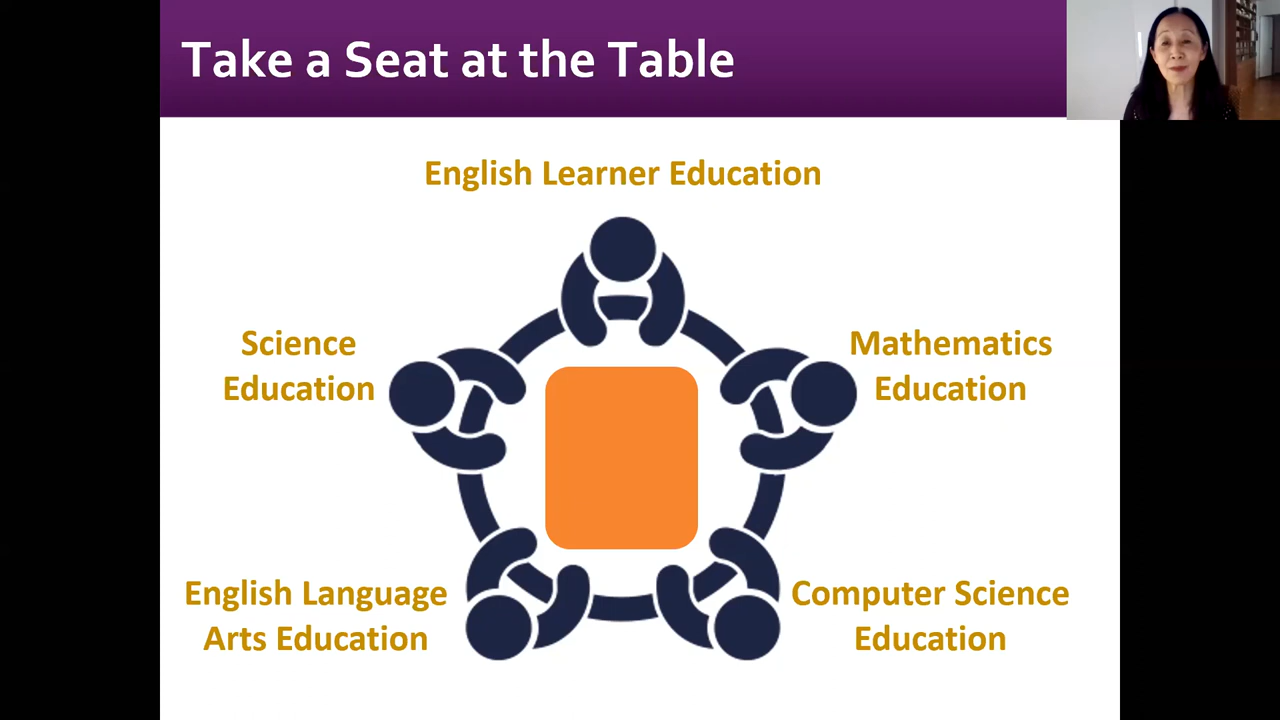 Take a Seat at the Table
English Learner Education
Science
Education
Mathematics
Education
English Language
Arts Education
Computer Science
Education